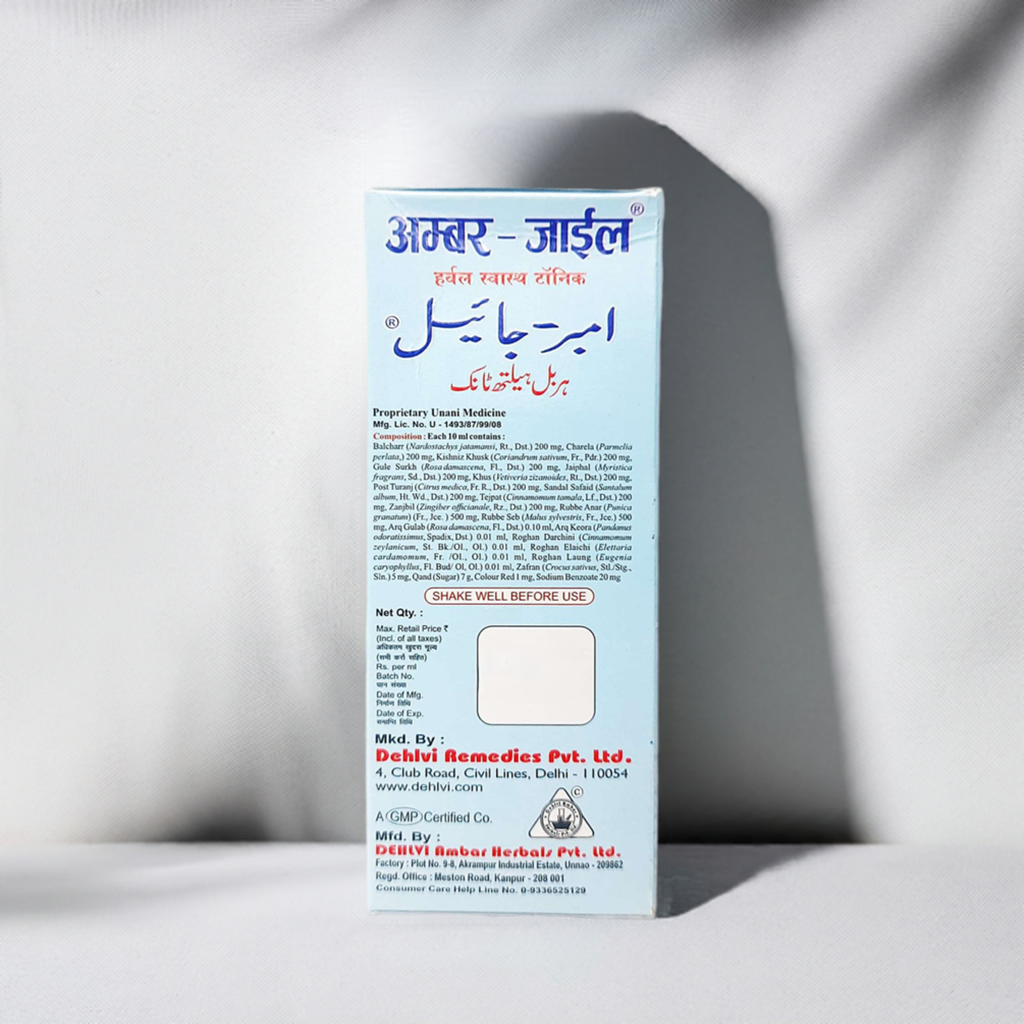 अम्बर - जाईल ®
हर्वल स्वास्थ टॉनिक
امبر - جائیل ®
ہربل ہیلتھ ٹانک
Proprietary Unani Medicine
Mfg. Lic. No. U - 1493/87/99/08
Composition : Each 10 ml contains :
Balcharr (Nardostachys jatamansi, Rt., Dst.) 200 mg, Charela (Parmelia
perlata,) 200 mg, Kishniz Khusk (Coriandrum sativum, Fr., Pdr.) 200 mg,
Gule Surkh (Rosa damascena, Fl., Dst.) 200 mg, Jaiphal (Myristica
fragrans, Sd., Dst.) 200 mg, Khus (Vetiveria zizanoides, Rt., Dst.) 200 mg,
Post Turanj (Citrus medica, Fr. R., Dst.) 200 mg, Sandal Safaid (Santalum
album, Ht. Wd., Dst.) 200 mg, Tejpat (Cinnamomum tamala, Lf., Dst.) 200
mg, Zanjbil (Zingiber officianale, Rz., Dst.) 200 mg, Rubbe Anar (Punica
granatum) (Fr., Jce. ) 500 mg, Rubbe Seb (Malus sylvestris, Fr., Jce.) 500
mg, Arq Gulab (Rosa damascena, Fl., Dst.) 0.10 ml, Arq Keora (Pandanus
odoratissimus, Spadix, Dst.) 0.01 ml, Roghan Darchini (Cinnamomum
zeylanicum, St. Bk./Ol., Ol.) 0.01 ml, Roghan Elaichi (Elettaria
cardamomum, Fr. /Ol., Ol.) 0.01 ml, Roghan Laung (Eugenia
caryophyllus, Fl. Bud/ Ol, Ol.) 0.01 ml, Zafran (Crocus sativus, Stl./Stg.,
Sln.) 5 mg, Qand (Sugar) 7 g, Colour Red 1 mg, Sodium Benzoate 20 mg
SHAKE WELL BEFORE USE
Net Qty. :
Max. Retail Price ₹
(Incl. of all taxes)
अधिकतम खुदरा मूल्य
(सभी करों सहित)
Rs. per ml
Batch No.
घान संख्या
Date of Mfg.
निर्माण तिथि
Date of Exp.
समाप्ति तिथि
Mkd. By :
Dehlvi Remedies Pvt. Ltd.
4, Club Road, Civil Lines, Delhi - 110054
www.dehlvi.com
©
A GMP Certified Co.
Mfd. By :
DEHLVI Ambar Herbals Pvt. Ltd.
Factory : Plot No. 9-8, Akrampur Industrial Estate, Unnao - 209862
Regd. Office : Meston Road, Kanpur - 208 001
Consumer Care Help Line No. 0-9336525129